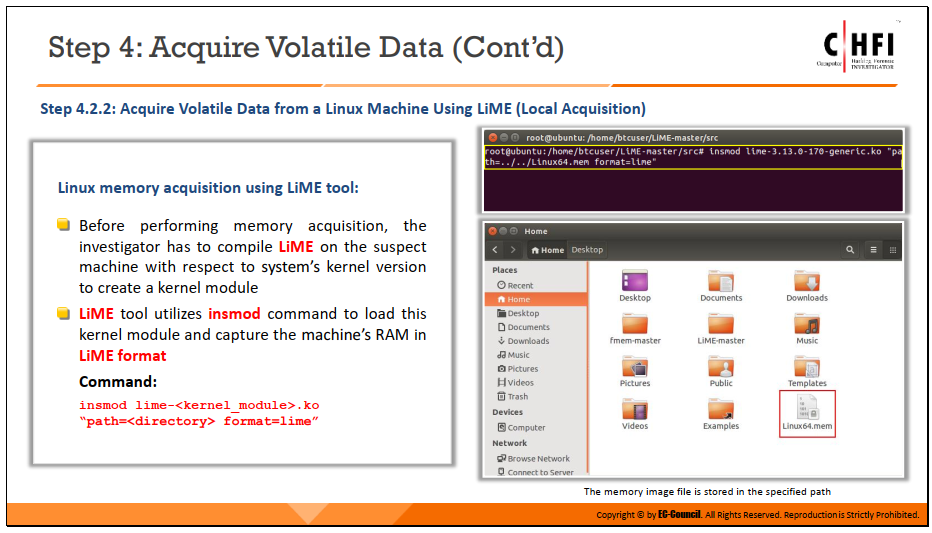 Step 4: Acquire Volatile Data (Cont’d)
C HFI
Computer Hacking Forensic
INVESTIGATOR
Step 4.2.2: Acquire Volatile Data from a Linux Machine Using LiME (Local Acquisition)
Linux memory acquisition using LiME tool:
Before performing memory acquisition, the
investigator has to compile LiME on the suspect
machine with respect to system’s kernel version
to create a kernel module
LiME tool utilizes insmod command to load this
kernel module and capture the machine’s RAM in
LiME format
Command:
insmod lime-<kernel_module>.ko
“path=<directory> format=lime”
root@ubuntu: /home/btcuser/LiME-master/src
root@ubuntu:/home/btcuser/LiME-master/src# insmod lime-3.13.0-170-generic.ko "pa
th=../../Linux64.mem format=lime"
Home
Home Desktop
Places
Recent
Home
Desktop
Documents
Downloads
Music
Pictures
Videos
Trash
Devices
Computer
Network
Browse Network
Connect to Server
Desktop Documents Downloads
fmem-master LiME-master Music
Pictures Public Templates
Videos Examples Linux64.mem
The memory image file is stored in the specified path
Copyright © by EC-Council. All Rights Reserved. Reproduction is Strictly Prohibited.